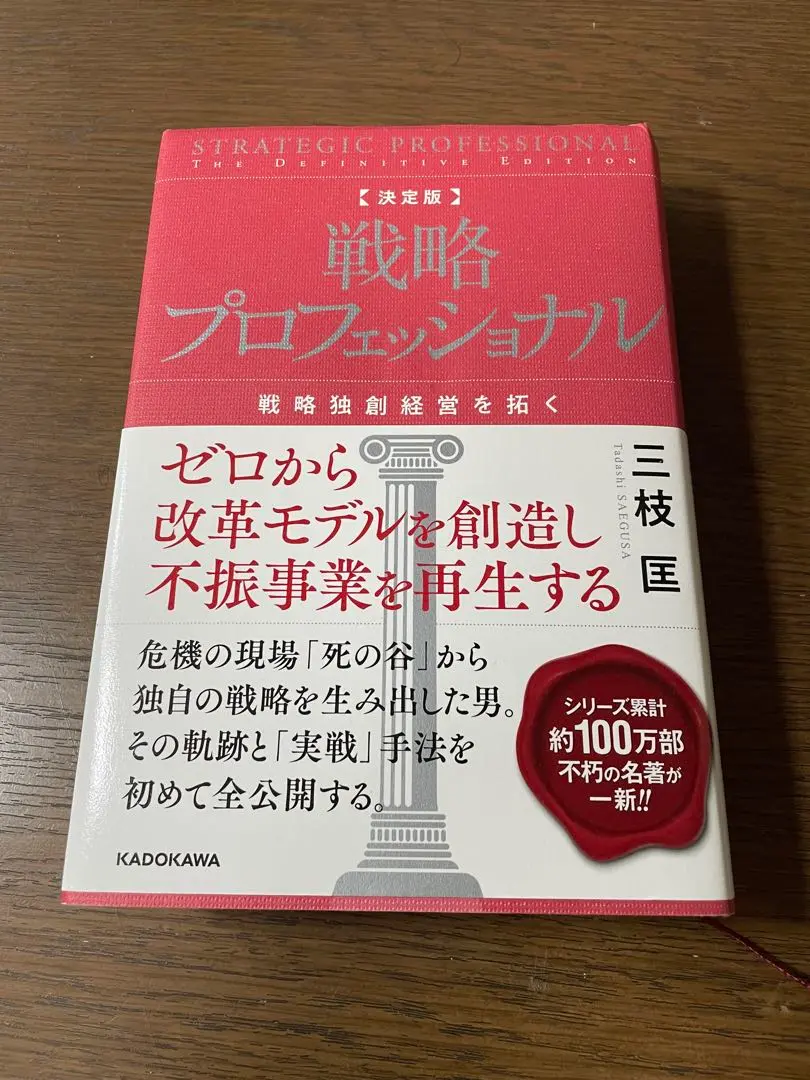 STRATEGIC PROFESSIONAL
THE DEFINITIVE EDITION
【決定版】
戦略
プロフェッショナル
戦略独創経営を拓く
三枝 匡
Tadashi SAEGUSA
ゼロから
改革モデルを創造し
不振事業を再生する
危機の現場「死の谷」から
独自の戦略を生み出した男。
その軌跡と「実戦」手法を
初めて全公開する。
シリーズ累計
約100万部
不朽の名著が
一新!!
KADOKAWA